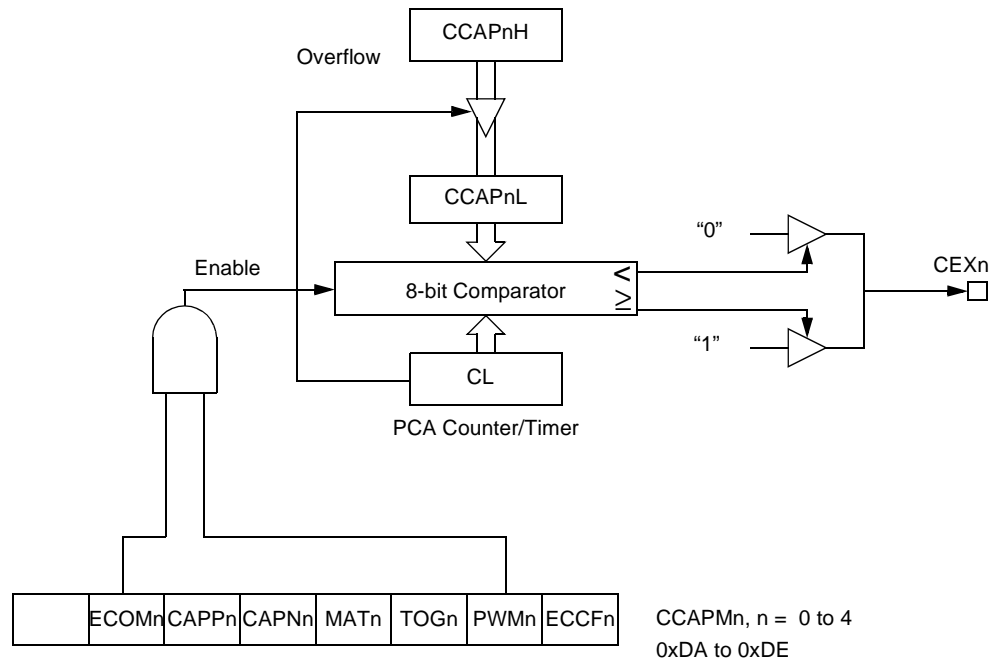 CCAPnH
Overflow
CCAPnL
“0”
Enable
8-bit Comparator
<
≥
CEXn
“1”
CL
PCA Counter/Timer
ECOMn CAPPn CAPNn MATn TOGn PWMn ECCFn
CCAPMn, n = 0 to 4
0xDA to 0xDE